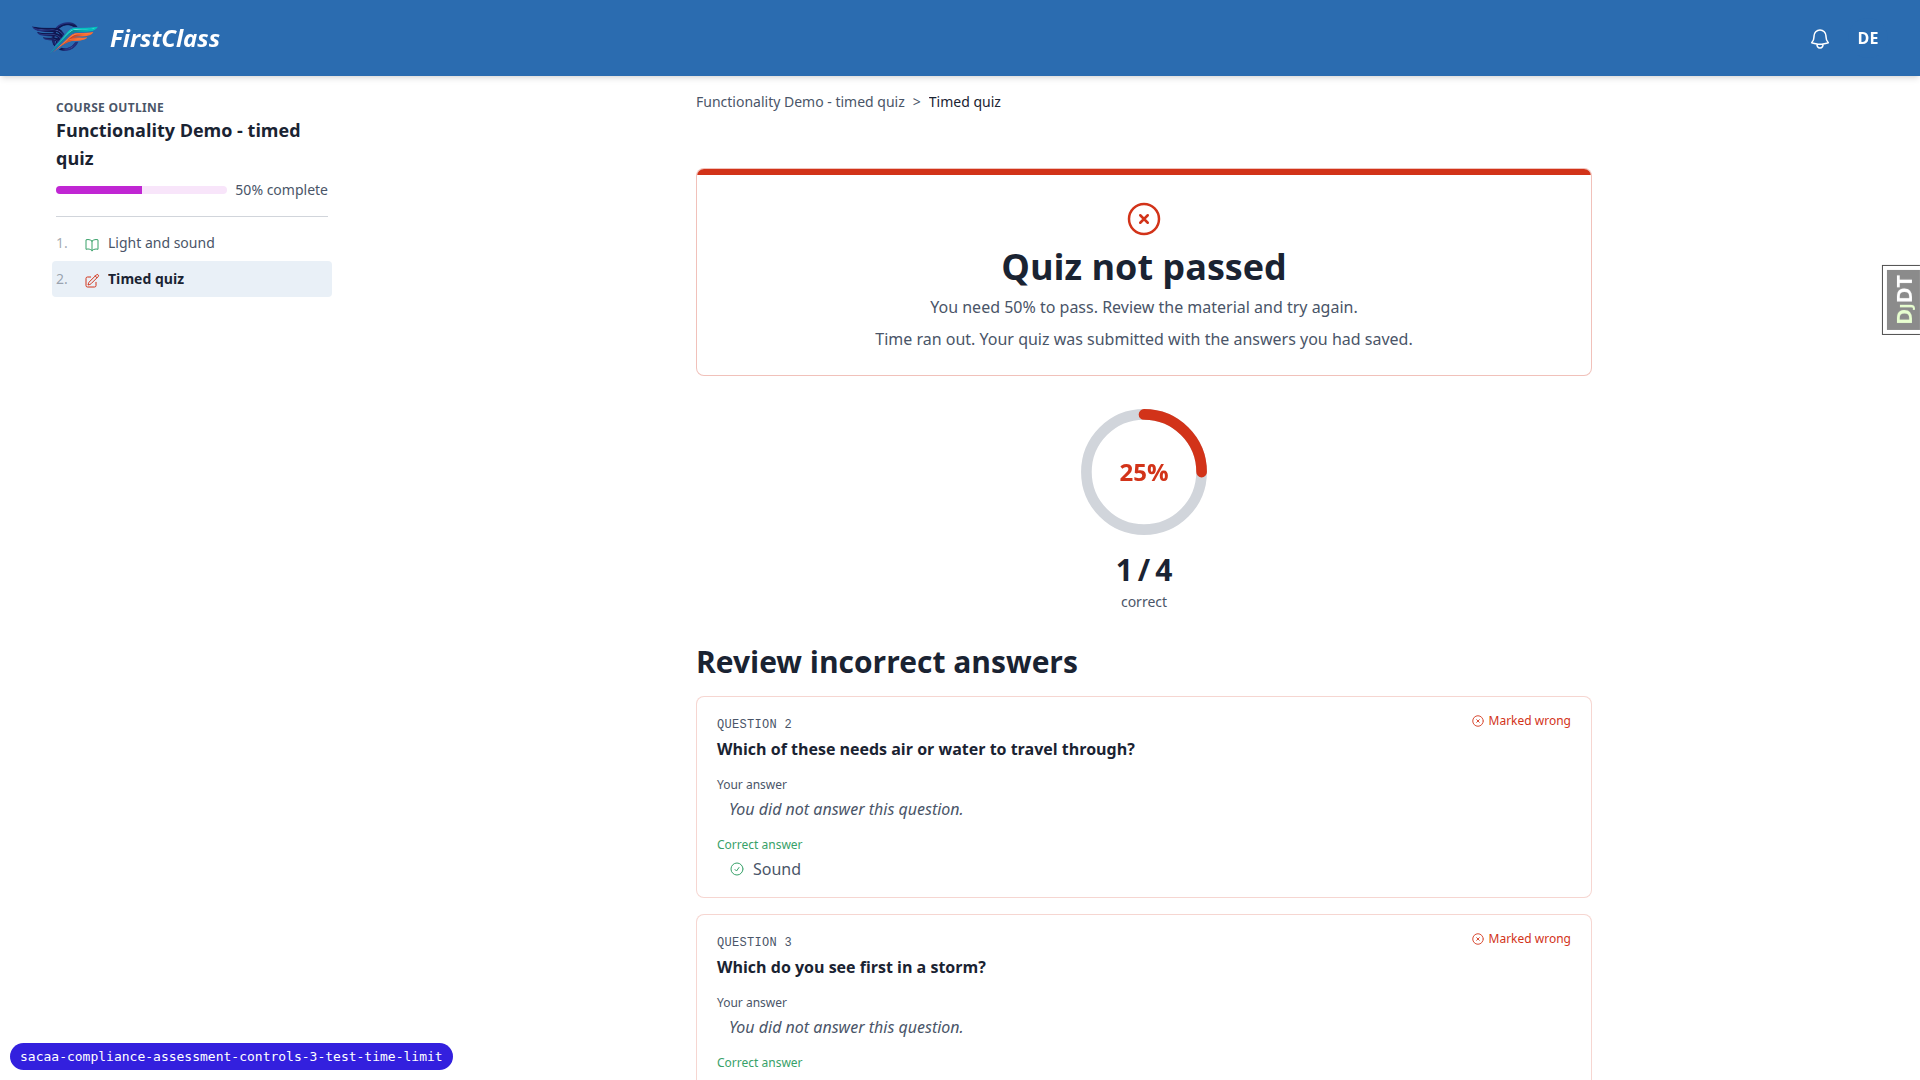 FirstClass
DE
COURSE OUTLINE
Functionality Demo - timed
quiz
50% complete
1. Light and sound
2. Timed quiz
Functionality Demo - timed quiz > Timed quiz
Quiz not passed
You need 50% to pass. Review the material and try again.
Time ran out. Your quiz was submitted with the answers you had saved.
25%
1 / 4
correct
Review incorrect answers
QUESTION 2
Marked wrong
Which of these needs air or water to travel through?
Your answer
You did not answer this question.
Correct answer
Sound
QUESTION 3
Marked wrong
Which do you see first in a storm?
Your answer
You did not answer this question.
Correct answer
DJDT
sacaa-compliance-assessment-controls-3-test-time-limit